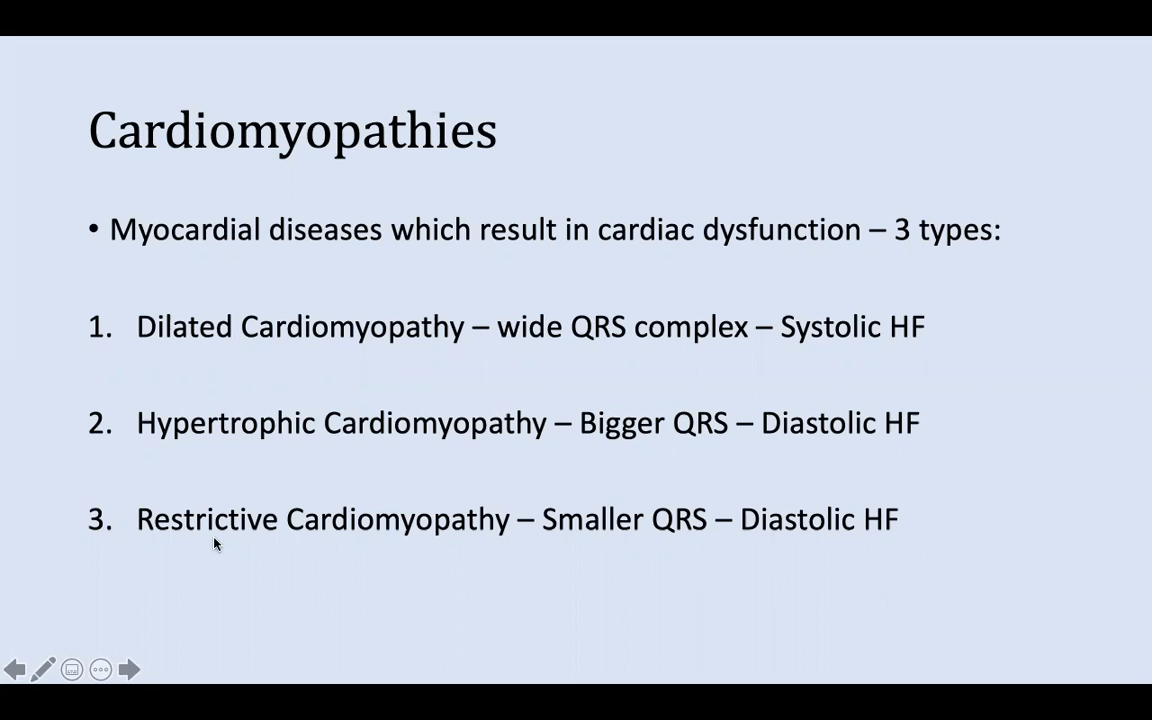 Cardiomyopathies
• Myocardial diseases which result in cardiac dysfunction – 3 types:
1. Dilated Cardiomyopathy – wide QRS complex – Systolic HF
2. Hypertrophic Cardiomyopathy – Bigger QRS – Diastolic HF
3. Restrictive Cardiomyopathy – Smaller QRS – Diastolic HF